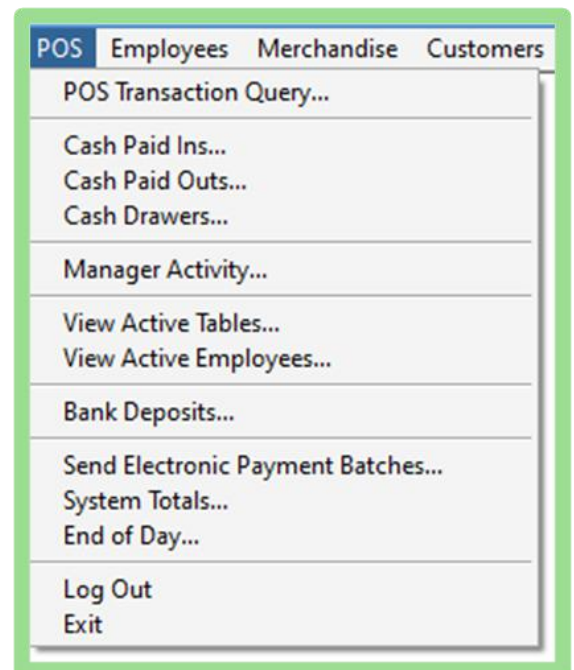 POS Employees Merchandise Customers
POS Transaction Query...
Cash Paid Ins...
Cash Paid Outs...
Cash Drawers...
Manager Activity...
View Active Tables...
View Active Employees...
Bank Deposits...
Send Electronic Payment Batches...
System Totals...
End of Day...
Log Out
Exit